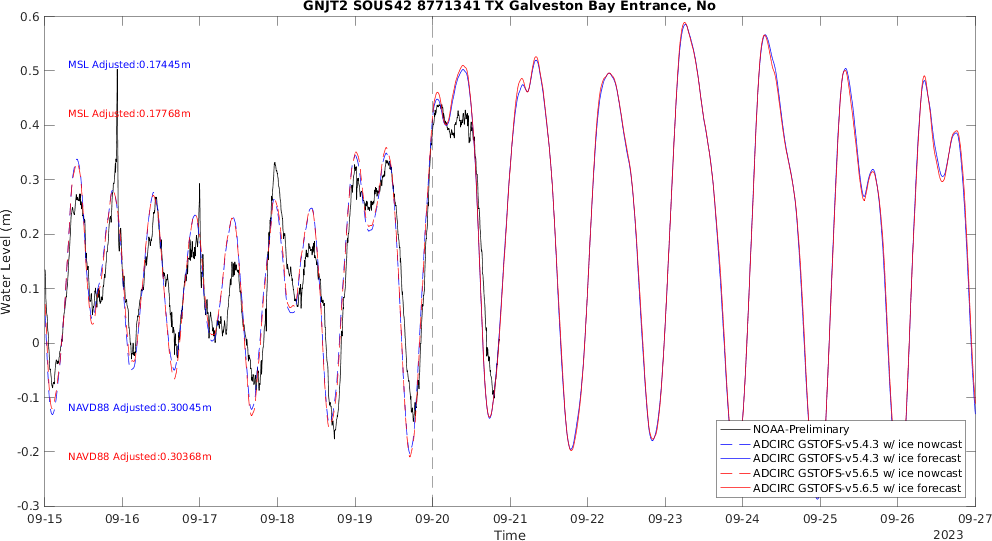 GNJT2 SOUS42 8771341 TX Galveston Bay Entrance, No
0.6
0.5
0.4
0.3
0.2
0.1
0
-0.1
-0.2
-0.3
Water Level (m)
MSL Adjusted:0.17445m
MSL Adjusted:0.17768m
NAVD88 Adjusted:0.30045m
NAVD88 Adjusted:0.30368m
NOAA-Preliminary
ADCIRC GSTOFS-v5.4.3 w/ ice nowcast
ADCIRC GSTOFS-v5.4.3 w/ ice forecast
ADCIRC GSTOFS-v5.6.5 w/ ice nowcast
ADCIRC GSTOFS-v5.6.5 w/ ice forecast
09-15 09-16 09-17 09-18 09-19 09-20 09-21 09-22 09-23 09-24 09-25 09-26 09-27
Time
2023